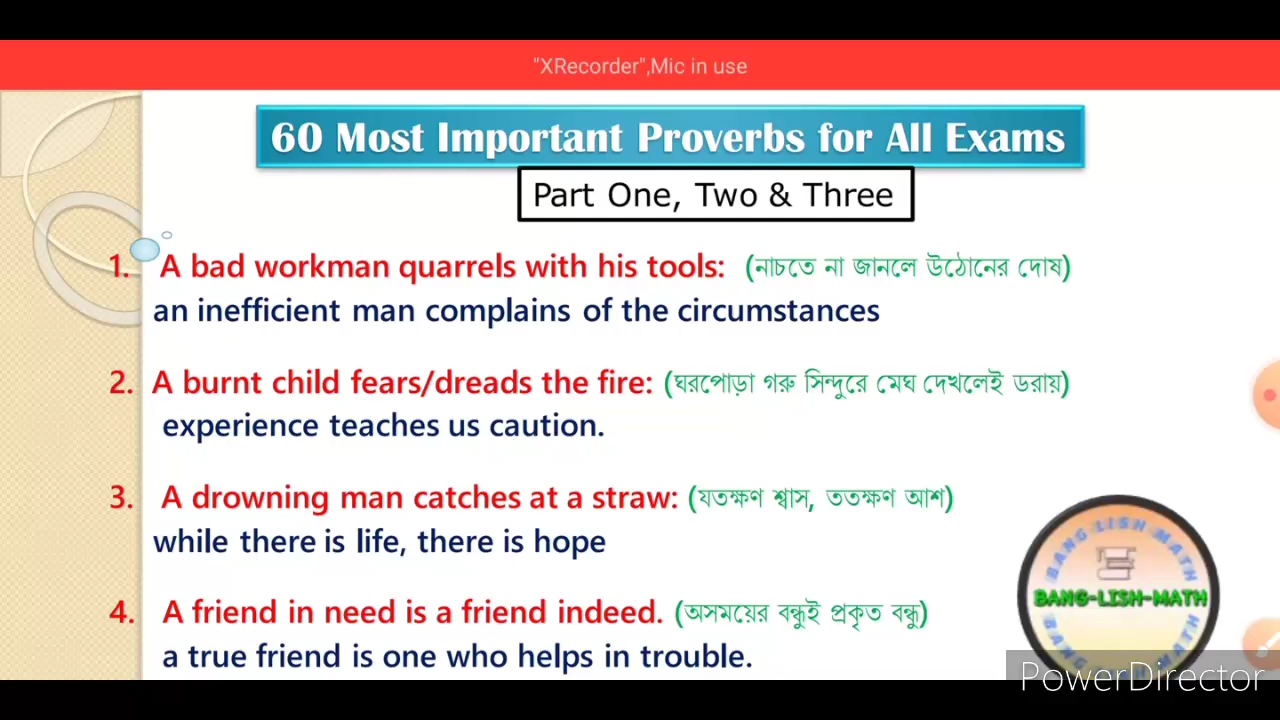 "XRecorder",Mic in use
60 Most Important Proverbs for All Exams
Part One, Two & Three
1. A bad workman quarrels with his tools: (নাচতে না জানলে উঠোনের দোষ)
an inefficient man complains of the circumstances
2. A burnt child fears/dreads the fire: (ঘরপোড়া গরু সিন্দুরে মেঘ দেখলেই ডরায়)
experience teaches us caution.
3. A drowning man catches at a straw: (যতক্ষণ শ্বাস, ততক্ষণ আশ)
while there is life, there is hope
4. A friend in need is a friend indeed. (অসময়ের বন্ধুই প্রকৃত বন্ধু)
a true friend is one who helps in trouble.
BANG LISH MATH
BANG-LISH-MATH
PowerDirector